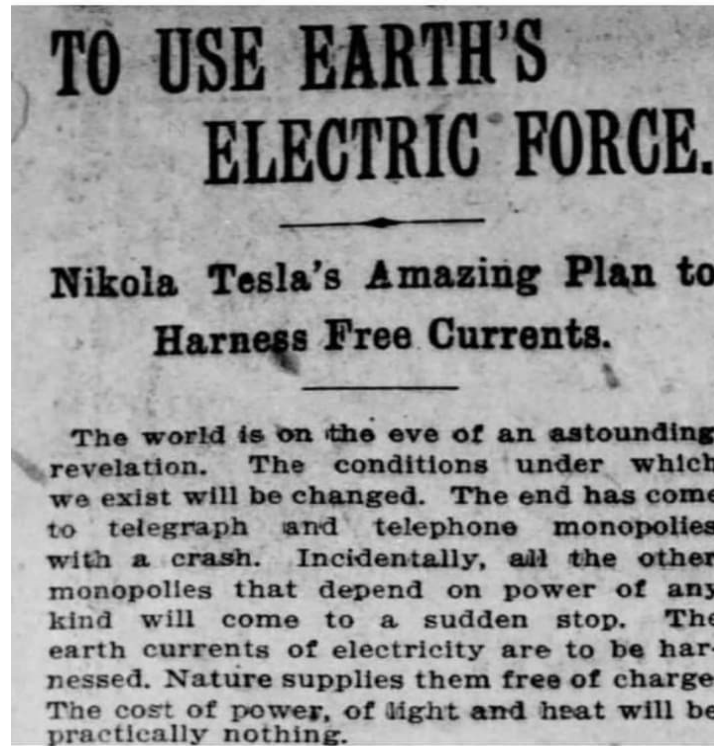 TO USE EARTH'S
ELECTRIC FORCE.
Nikola Tesla's Amazing Plan to
Harness Free Currents.
The world is on the eve of an astounding
revelation. The conditions under which
we exist will be changed. The end has come
to telegraph and telephone monopolies
with a crash. Incidentally, all the other
monopolies that depend on power of any
kind will come to a sudden stop. The
earth currents of electricity are to be har-
nessed. Nature supplies them free of charge
The cost of power, of light and heat will be
practically nothing.